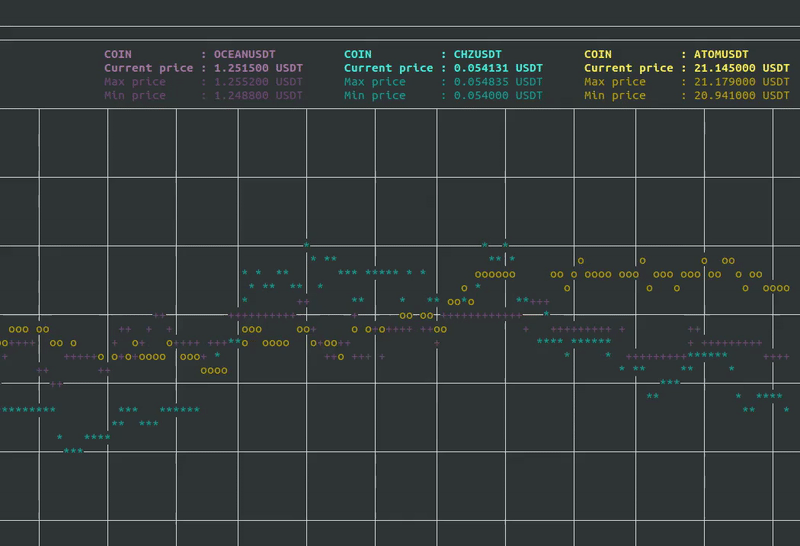 COIN : OCEANUSDT
Current price : 1.251500 USDT
Max price : 1.255200 USDT
Min price : 1.248800 USDT
COIN : CHZUSDT
Current price : 0.054131 USDT
Max price : 0.054835 USDT
Min price : 0.054000 USDT
COIN : ATOMUSDT
Current price : 21.145000 USDT
Max price : 21.179000 USDT
Min price : 20.941000 USDT